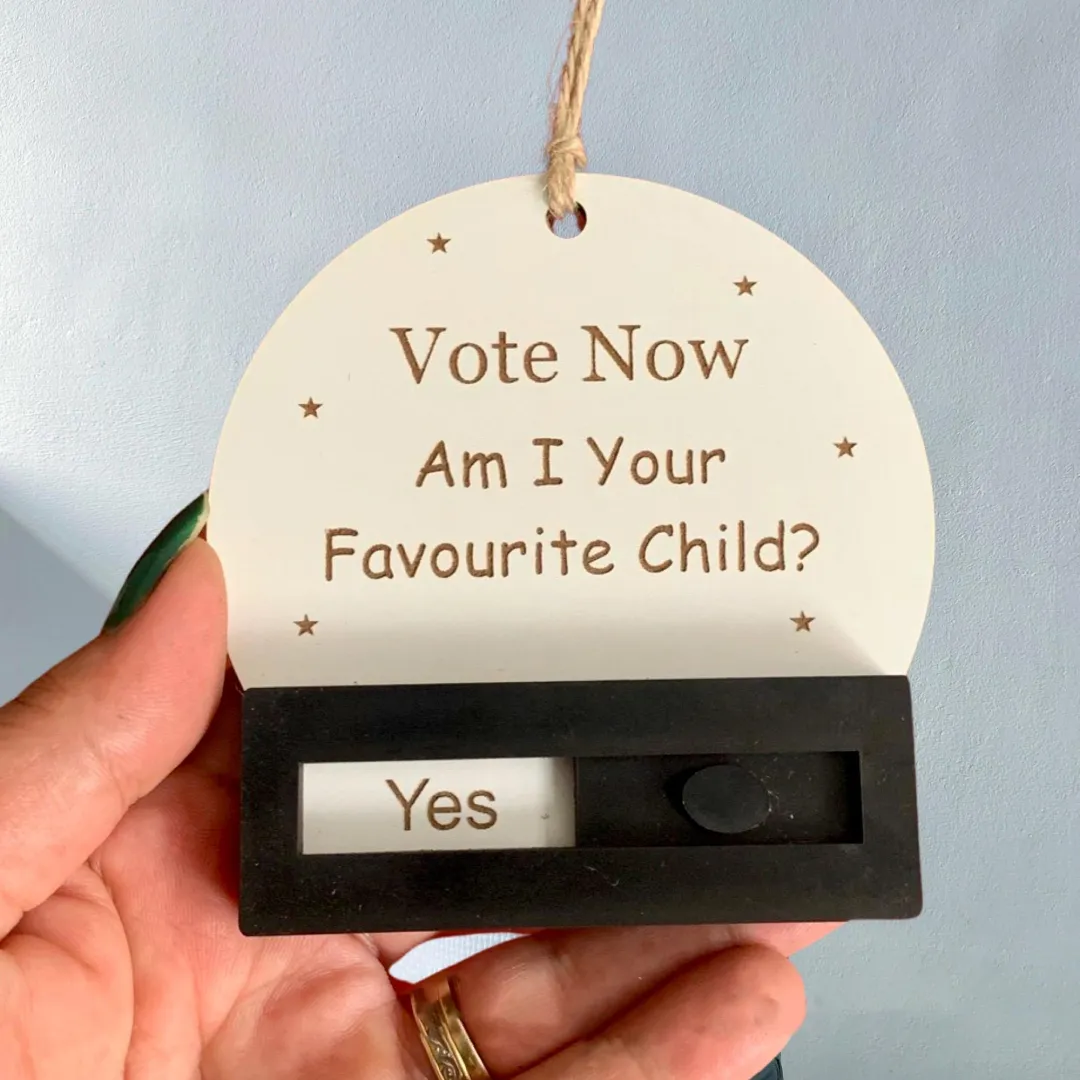 Vote Now
Am I Your
Favourite Child?
Yes